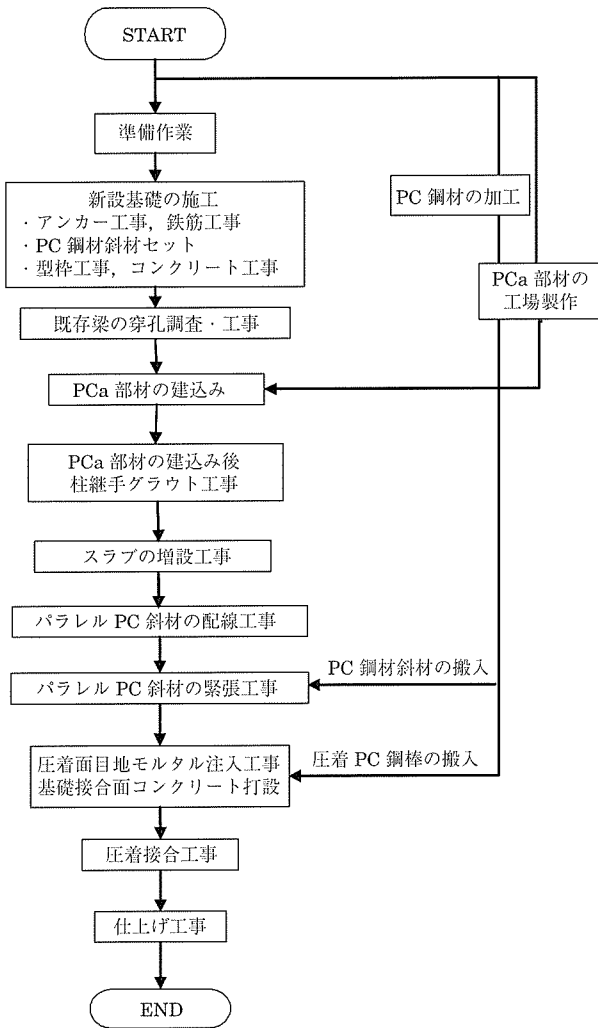 START
準備作業
新設基礎の施工
・アンカー工事，鉄筋工事
・PC 鋼材斜材セット
・型枠工事，コンクリート工事
PC 鋼材の加工
PCa 部材の
工場製作
既存梁の穿孔調査・工事
PCa 部材の建込み
PCa 部材の建込み後
柱継手グラウト工事
スラブの増設工事
パラレル PC 斜材の配線工事
PC 鋼材斜材の搬入
パラレル PC 斜材の緊張工事
圧着 PC 鋼棒の搬入
圧着面目地モルタル注入工事
基礎接合面コンクリート打設
圧着接合工事
仕上げ工事
END